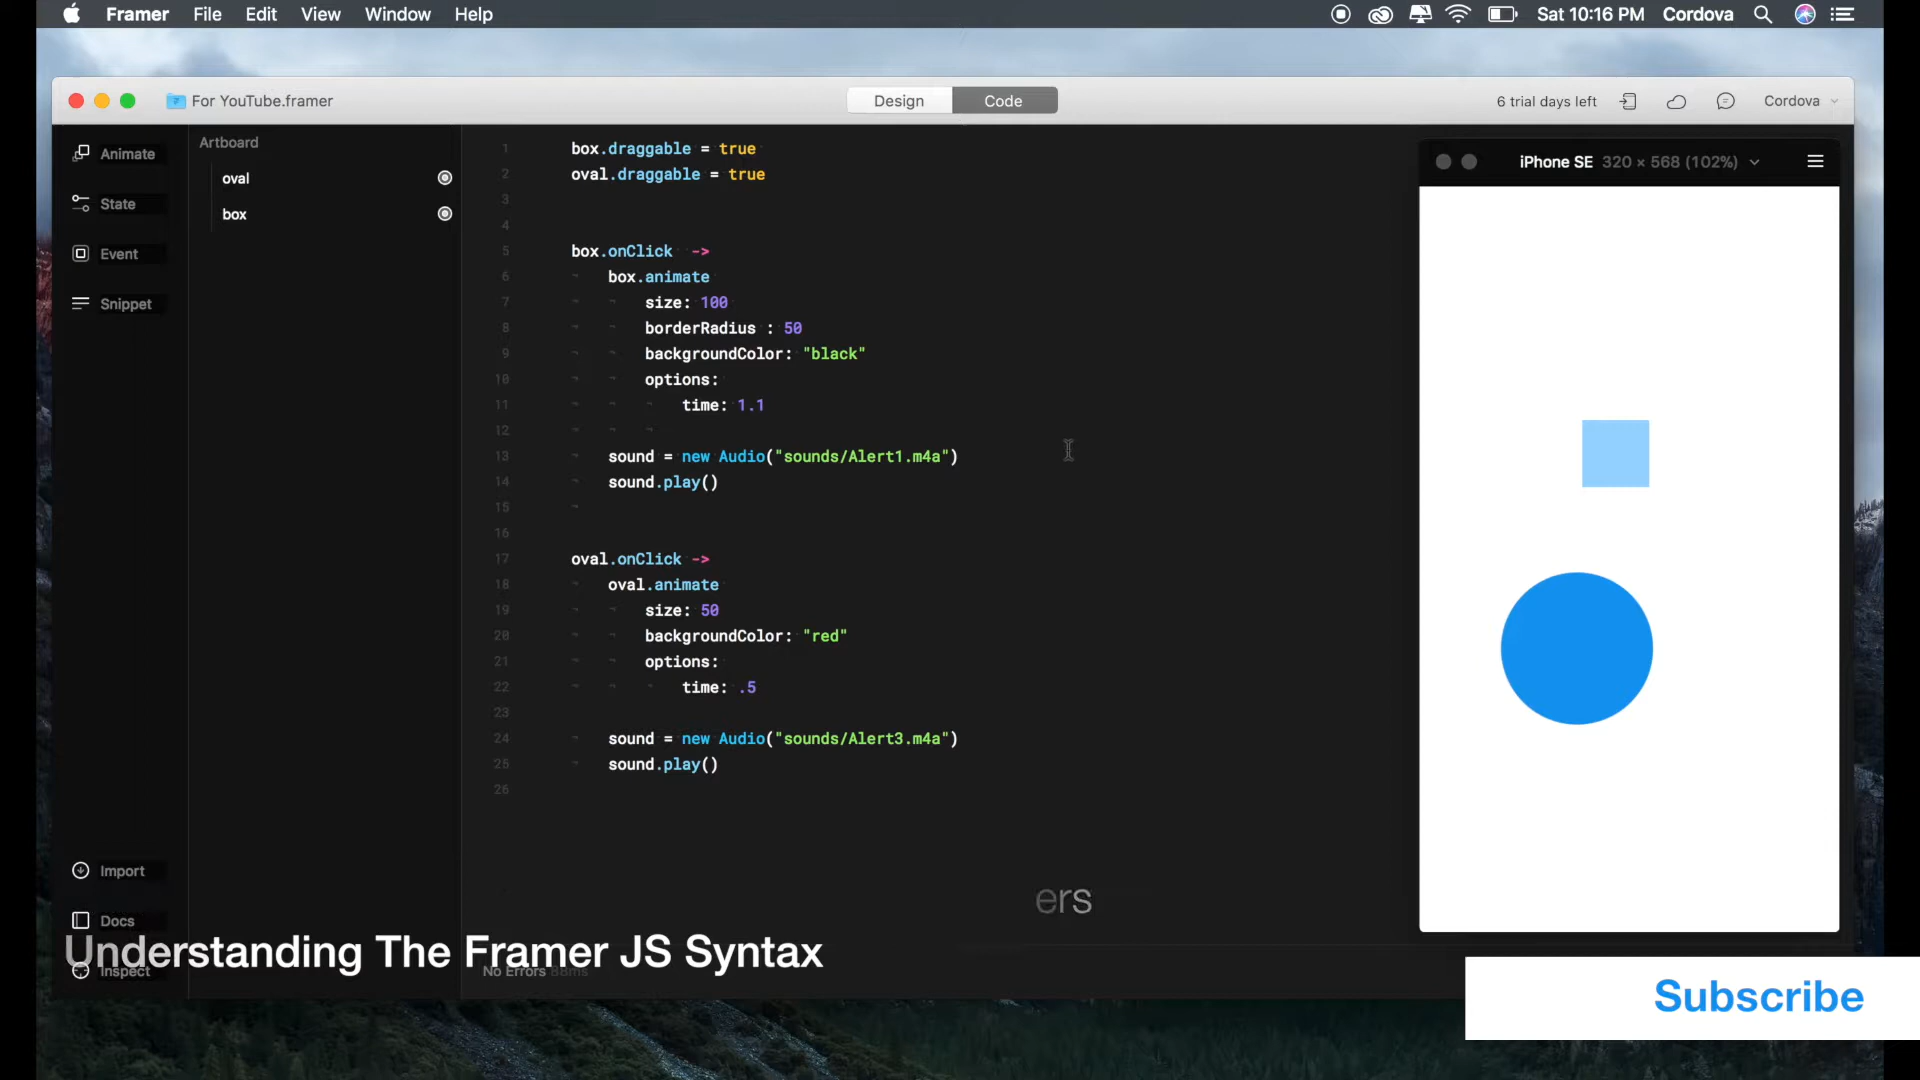 Framer File Edit View Window Help Sat 10:16 PM Cordova
For YouTube.framer Design Code 6 trial days left Cordova
Animate
State
Event
Snippet
Artboard
oval
box
1 box.draggable = true
2 oval.draggable = true
3
4
5 box.onClick ->
6 box.animate
7 size: 100
8 borderRadius : 50
9 backgroundColor: "black"
10 options:
11 time: 1.1
12
13 sound = new Audio("sounds/Alert1.m4a")
14 sound.play()
15
16
17 oval.onClick ->
18 oval.animate
19 size: 50
20 backgroundColor: "red"
21 options:
22 time: .5
23
24 sound = new Audio("sounds/Alert3.m4a")
25 sound.play()
26
iPhone SE 320 × 568 (102%)
Import
Docs
Inspect
ers
Understanding The Framer JS Syntax
No Errors 88ms
Subscribe